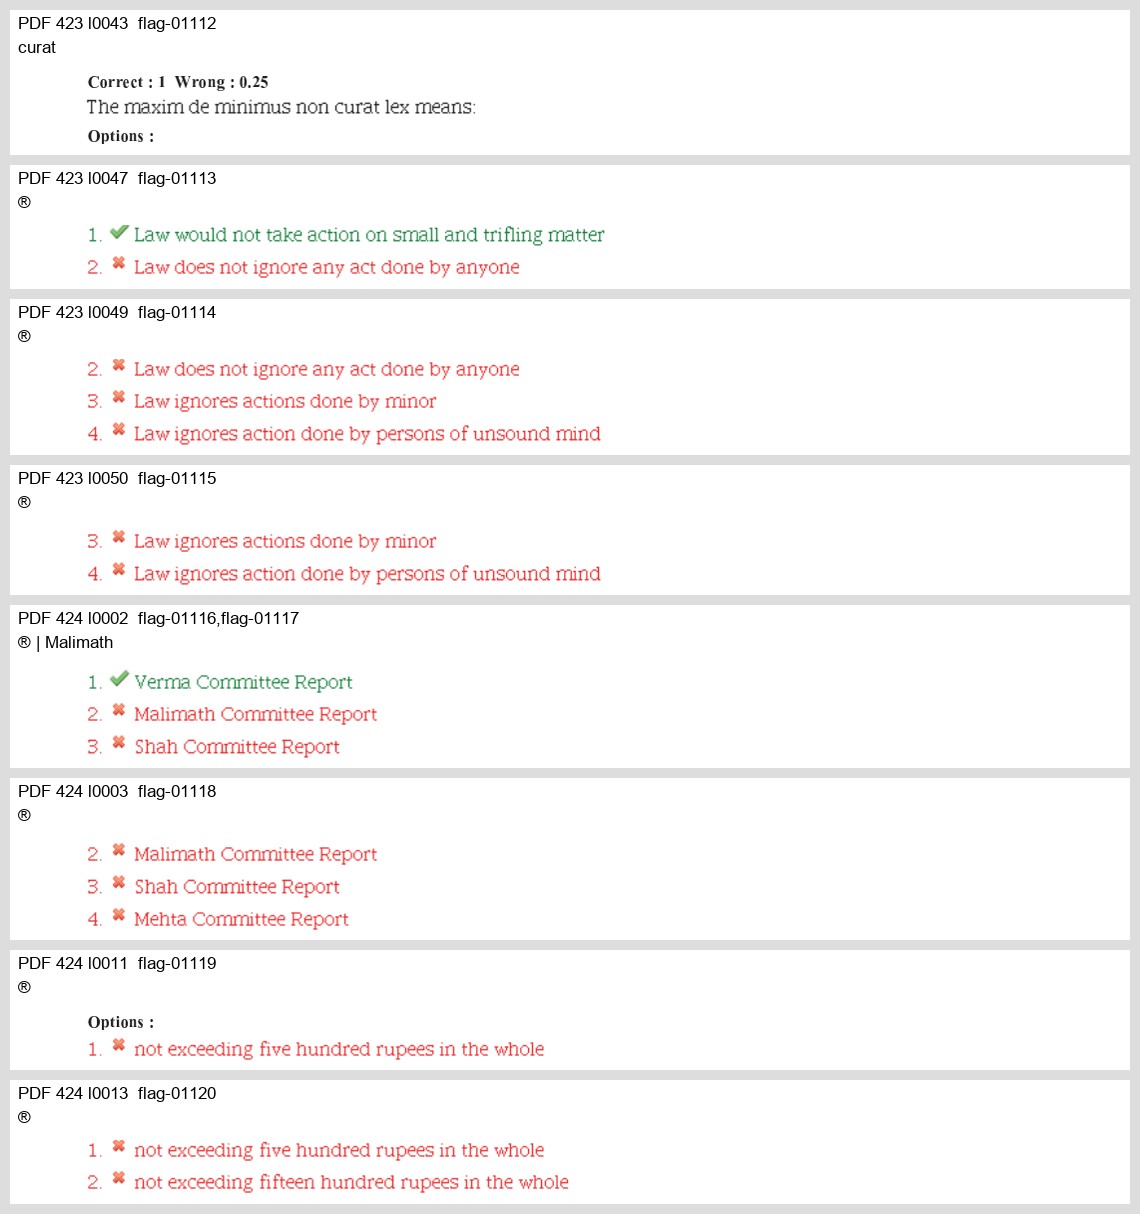 PDF 423 l0043 flag-01112
curat
Correct : 1 Wrong : 0.25
The maxim de minimus non curat lex means:
Options :
PDF 423 l0047 flag-01113
®
1. Law would not take action on small and trifling matter
2. Law does not ignore any act done by anyone
PDF 423 l0049 flag-01114
®
2. Law does not ignore any act done by anyone
3. Law ignores actions done by minor
4. Law ignores action done by persons of unsound mind
PDF 423 l0050 flag-01115
®
3. Law ignores actions done by minor
4. Law ignores action done by persons of unsound mind
PDF 424 l0002 flag-01116,flag-01117
® | Malimath
1. Verma Committee Report
2. Malimath Committee Report
3. Shah Committee Report
PDF 424 l0003 flag-01118
®
2. Malimath Committee Report
3. Shah Committee Report
4. Mehta Committee Report
PDF 424 l0011 flag-01119
®
Options :
1. not exceeding five hundred rupees in the whole
PDF 424 l0013 flag-01120
®
1. not exceeding five hundred rupees in the whole
2. not exceeding fifteen hundred rupees in the whole